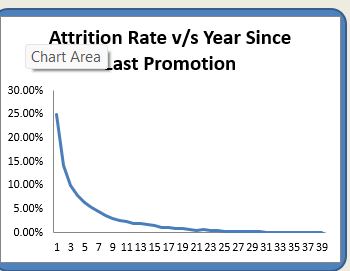 Attrition Rate v/s Year Since
Last Promotion
Chart Area
30.00%
25.00%
20.00%
15.00%
10.00%
5.00%
0.00%
1 3 5 7 9 11 13 15 17 19 21 23 25 27 29 31 33 35 37 39